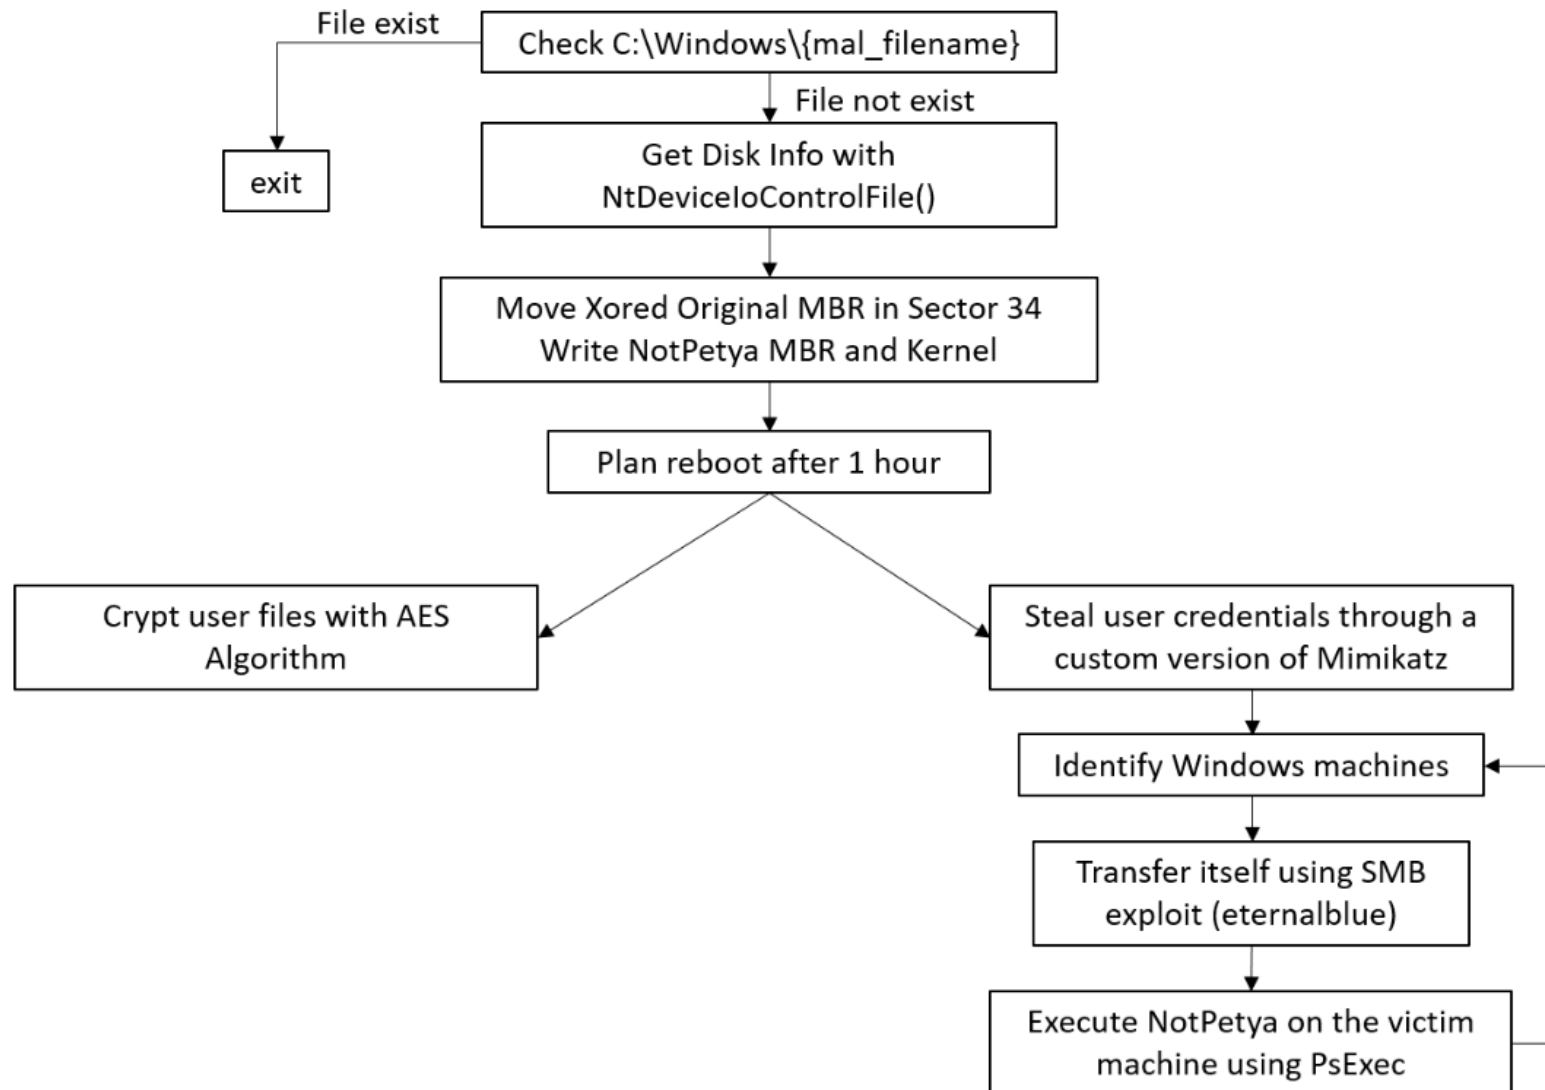 File exist
Check C:\Windows\{mal_filename}
File not exist
exit
Get Disk Info with
NtDeviceIoControlFile()
Move Xored Original MBR in Sector 34
Write NotPetya MBR and Kernel
Plan reboot after 1 hour
Crypt user files with AES
Algorithm
Steal user credentials through a
custom version of Mimikatz
Identify Windows machines
Transfer itself using SMB
exploit (eternalblue)
Execute NotPetya on the victim
machine using PsExec